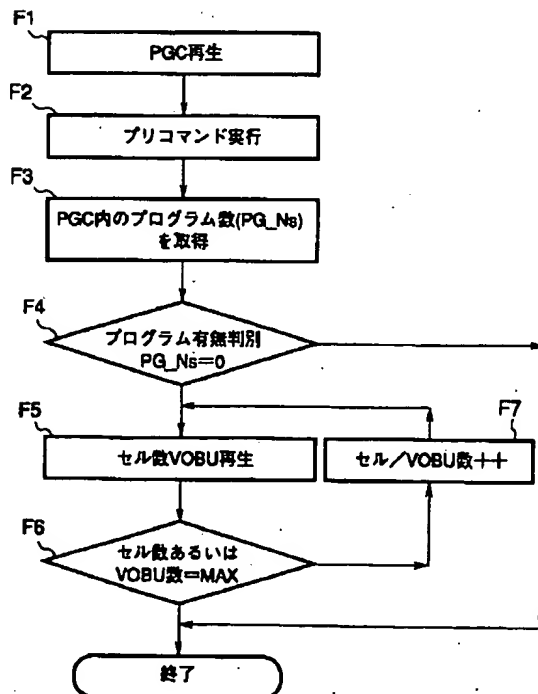 F1
PGC再生
F2
プリコマンド実行
F3
PGC内のプログラム数(PG_Ns)
を取得
F4
プログラム有無判別
PG_Ns=0
F5
セル数VOBU再生
F7
セル/VOBU数++
F6
セル数あるいは
VOBU数=MAX
終了